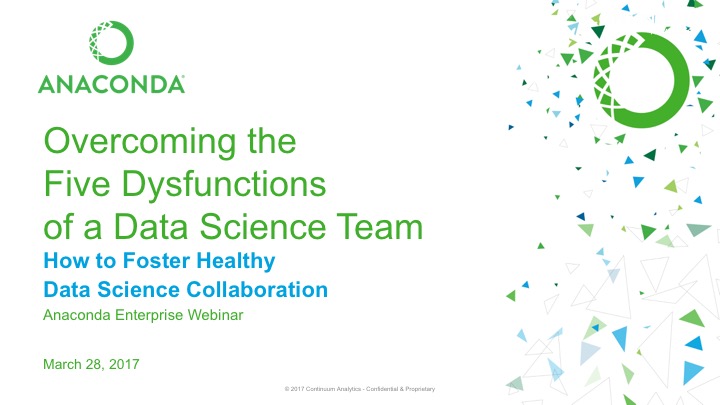 ANACONDA®
Overcoming the
Five Dysfunctions
of a Data Science Team
How to Foster Healthy
Data Science Collaboration
Anaconda Enterprise Webinar
March 28, 2017
© 2017 Continuum Analytics - Confidential & Proprietary